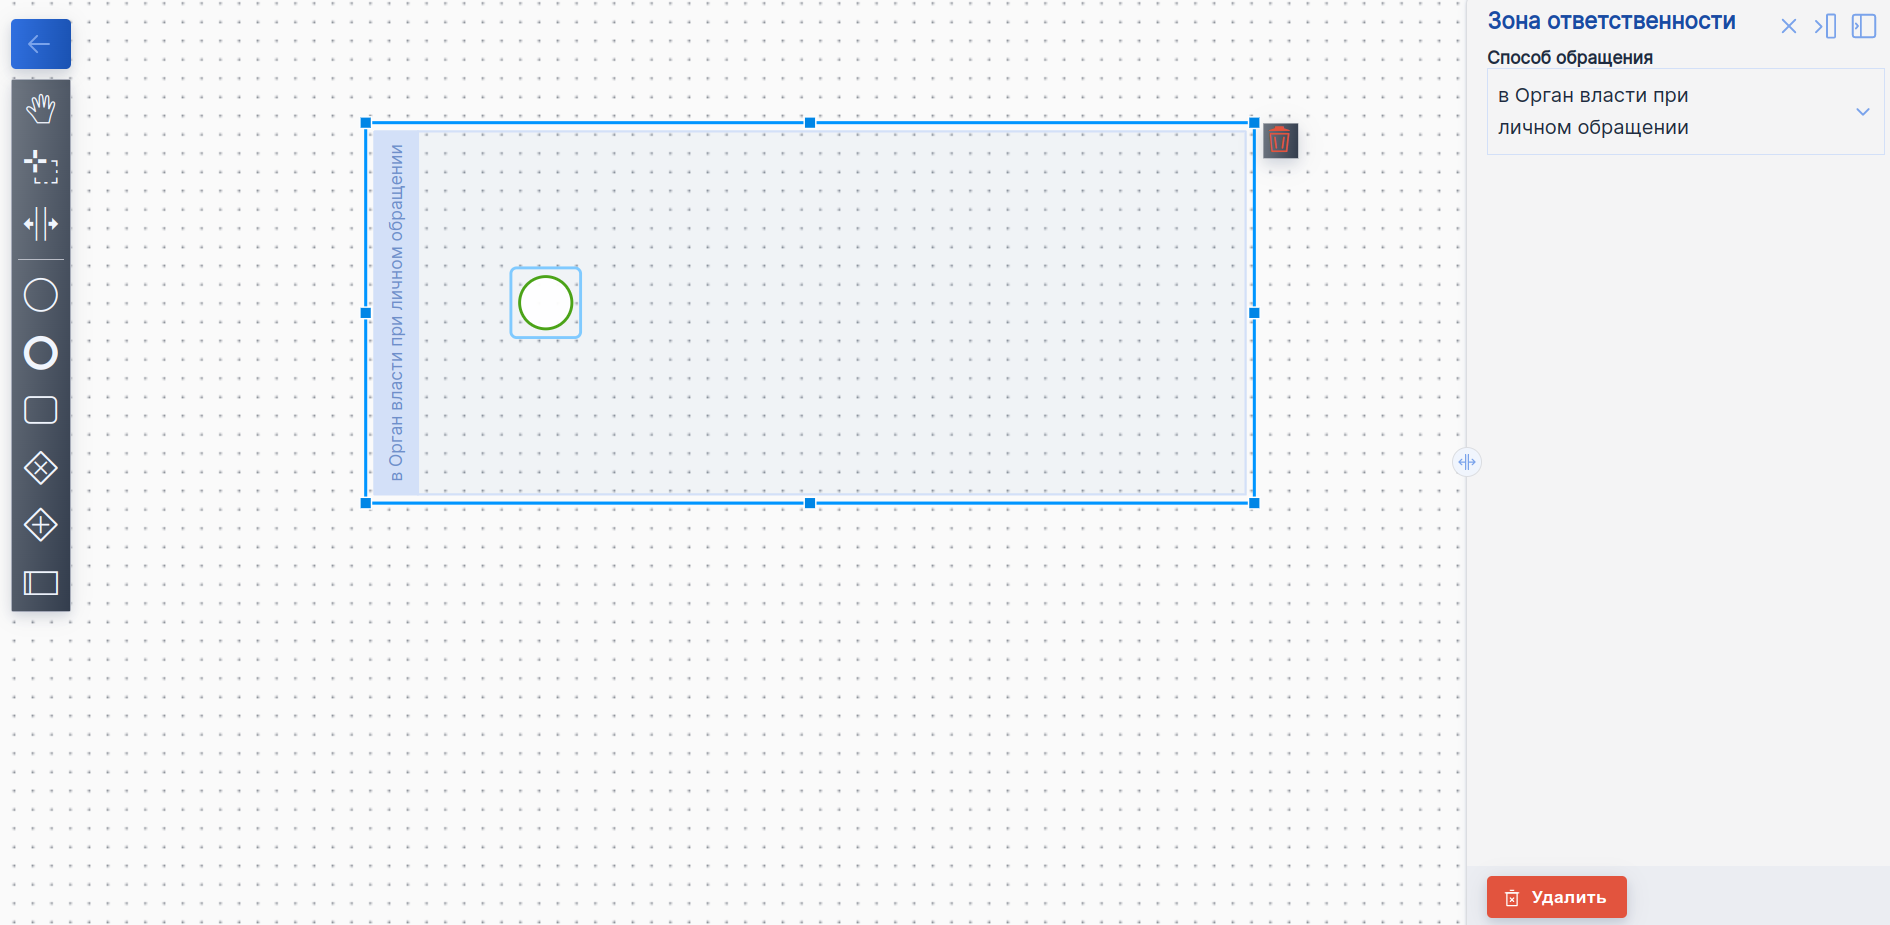 Зона ответственности
Способ обращения
в Орган власти при
личном обращении
в Орган власти при личном обращении
Удалить